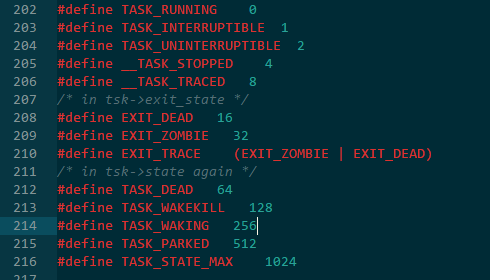 202 #define TASK_RUNNING 0
203 #define TASK_INTERRUPTIBLE 1
204 #define TASK_UNINTERRUPTIBLE 2
205 #define __TASK_STOPPED 4
206 #define __TASK_TRACED 8
207 /* in tsk->exit_state */
208 #define EXIT_DEAD 16
209 #define EXIT_ZOMBIE 32
210 #define EXIT_TRACE (EXIT_ZOMBIE | EXIT_DEAD)
211 /* in tsk->state again */
212 #define TASK_DEAD 64
213 #define TASK_WAKEKILL 128
214 #define TASK_WAKING 256
215 #define TASK_PARKED 512
216 #define TASK_STATE_MAX 1024
217